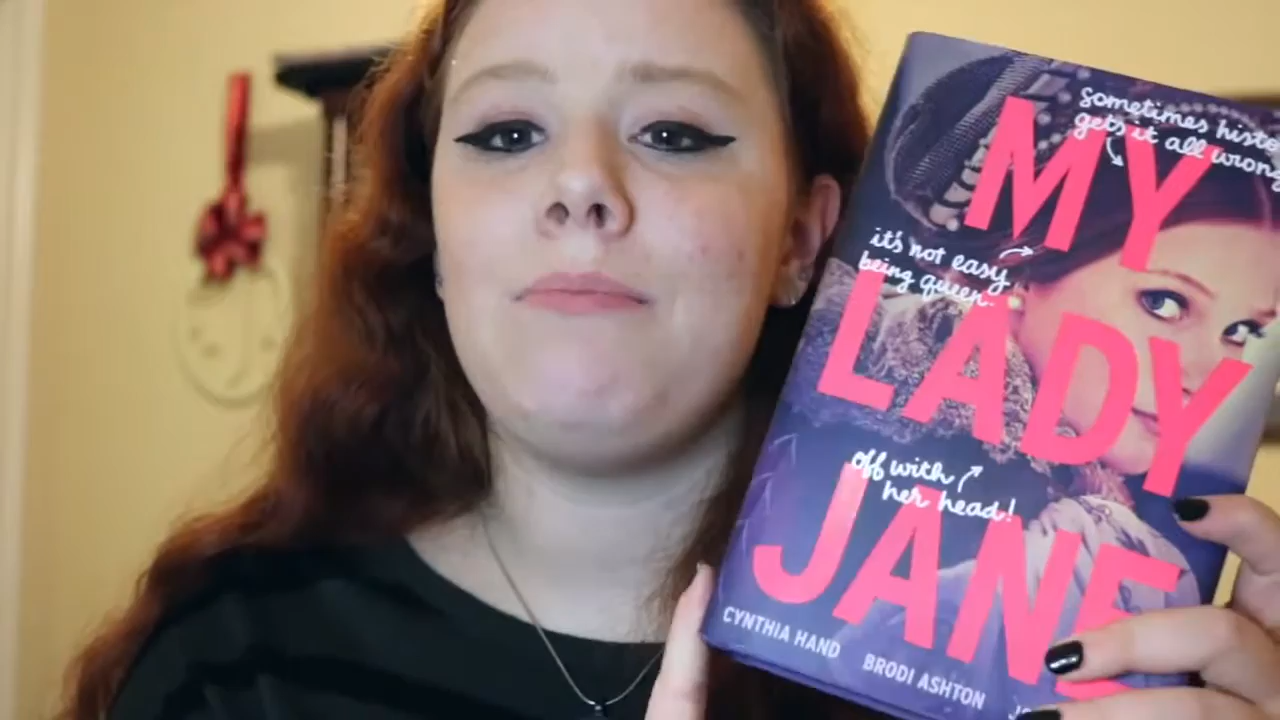 sometimes
gets it all wrong
MY
it's not easy
being queen
LADY
off with
her head!
JANE
CYNTHIA HAND
BRODI ASHTON